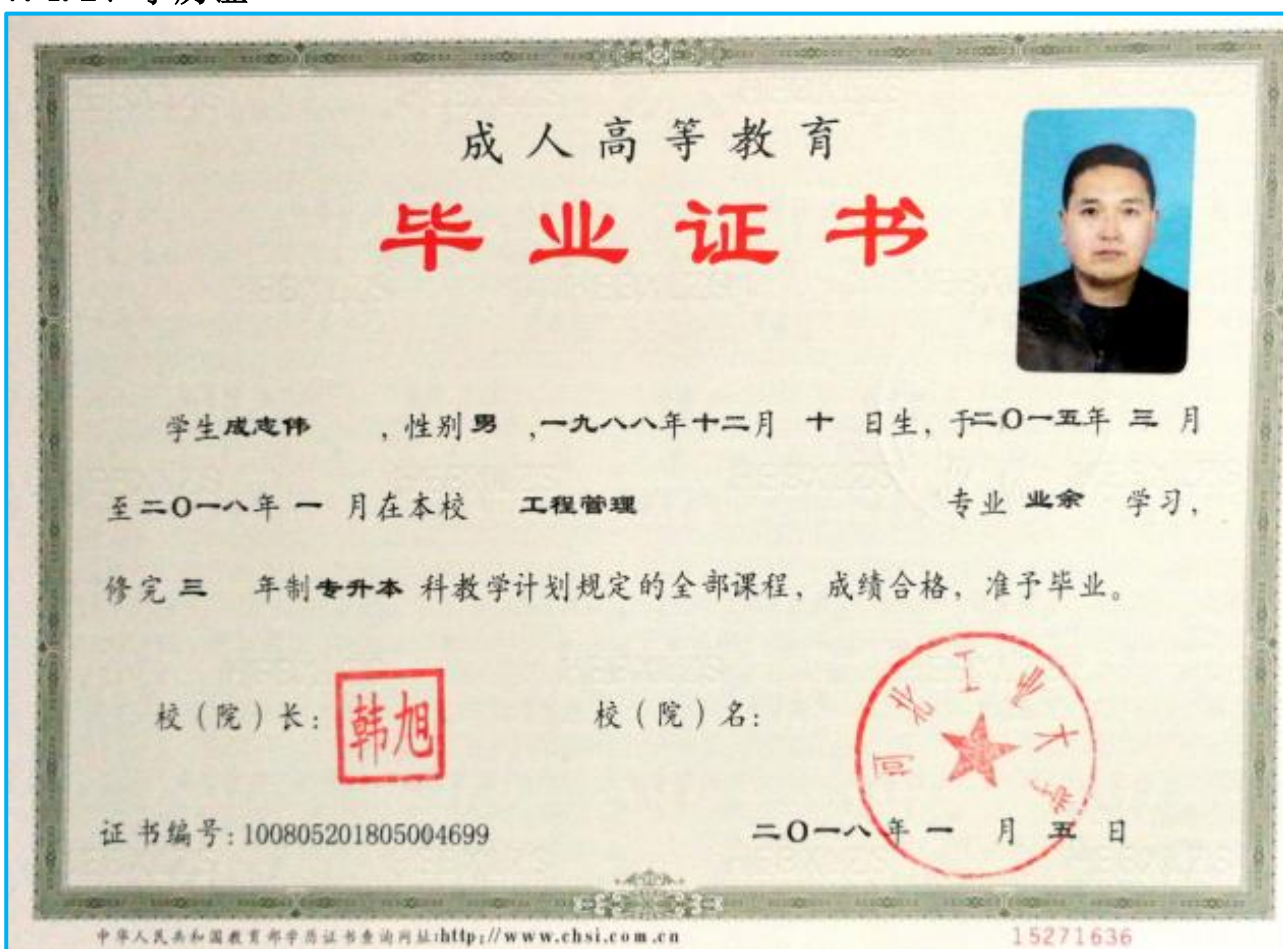 成人高等教育
毕业证书
学生成志伟 ,性别 男 ,一九八八年十二月 十 日生, 于二〇一五年 三 月
至二〇一八年 一 月在本校 工程管理 专业 业余 学习,
修完 三 年制专升本 科教学计划规定的全部课程, 成绩合格, 准予毕业。
校(院)长: 韩旭 校(院)名: 河北工业大学
证书编号: 100805201805004699 二〇一八年 一 月 五 日
中华人民共和国教育部学历证书查询网址:http://www.chsi.com.cn 15271636